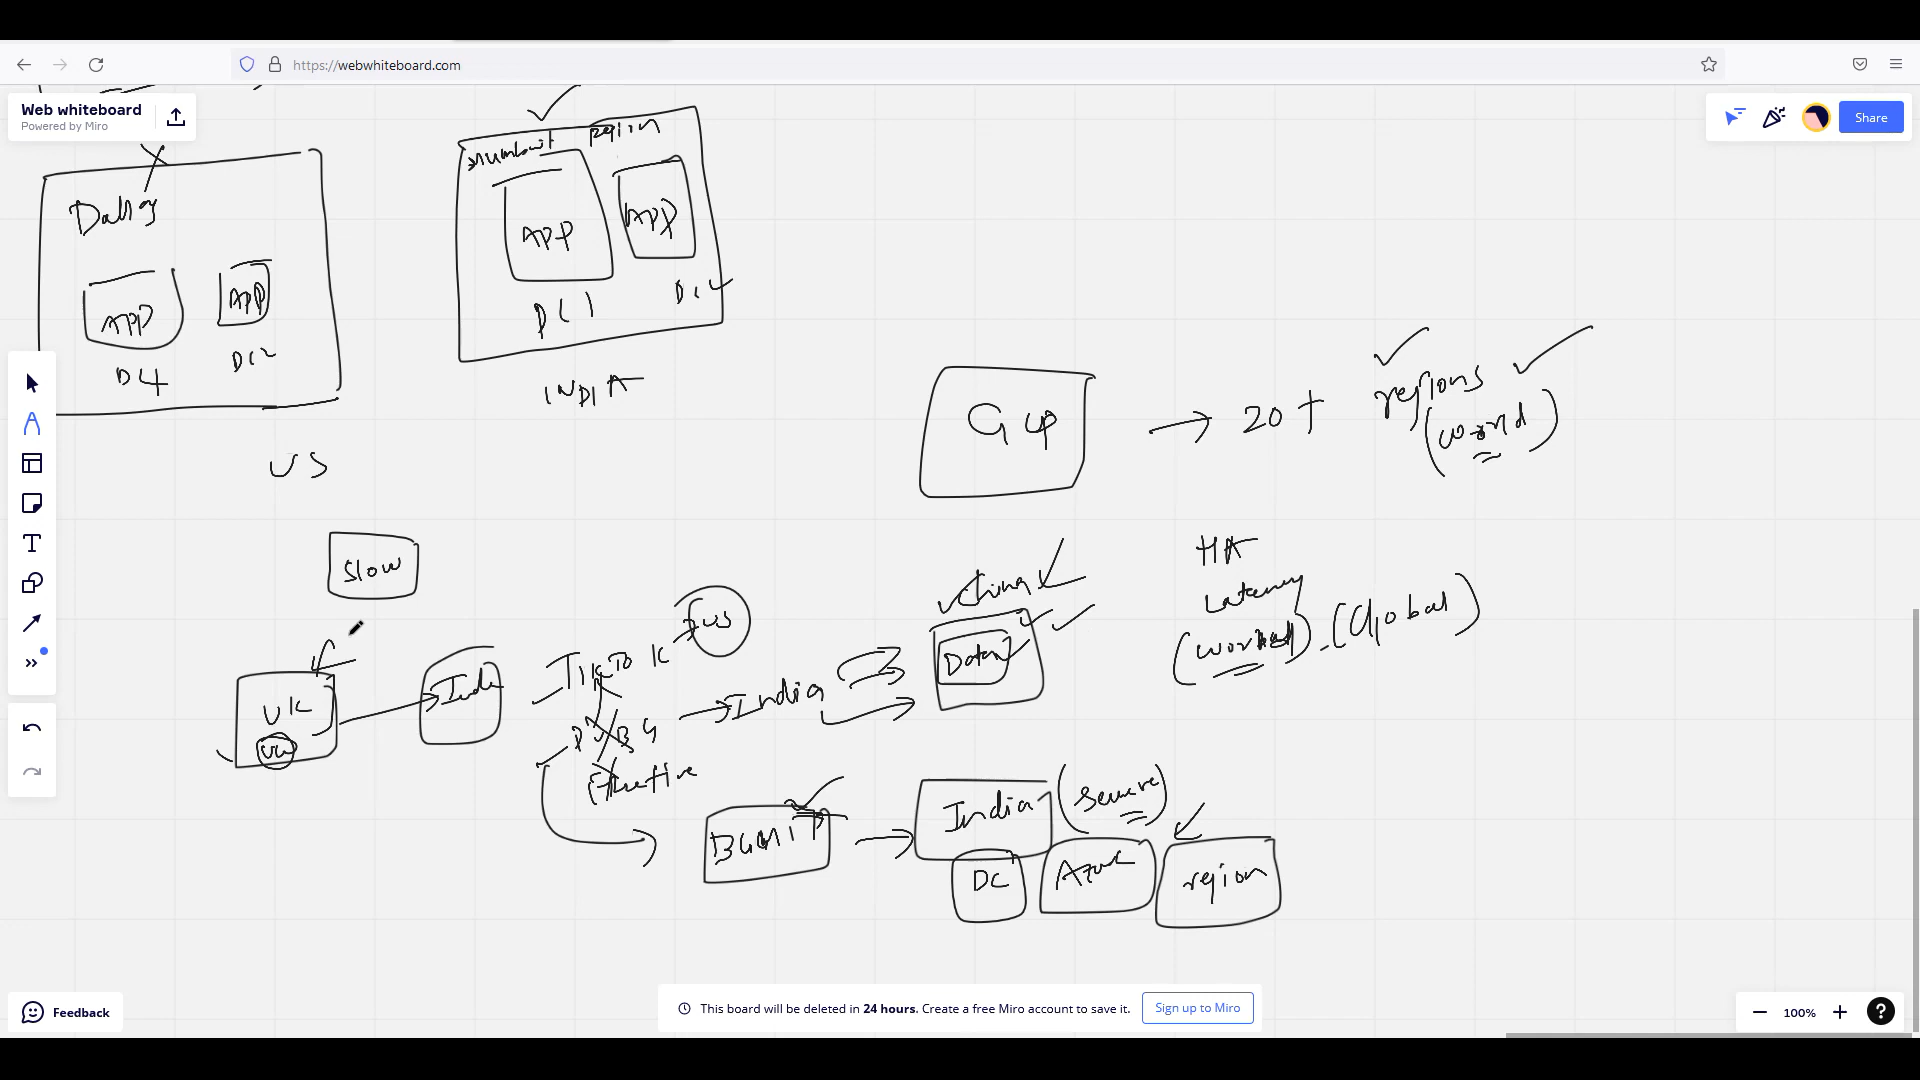 https://webwhiteboard.com
Web whiteboard
Powered by Miro
Share
region
Dallas
APP
APP
APP
APP
DC1
DC2
DC2
INDIA
US
GCP
20 +
regions
(world)
Slow
HA
Latency
(Global)
China
US
TikTok
Data
UK
India
PUBG
India
BGMI
India
(Server)
DC
Azure
region
This board will be deleted in 24 hours. Create a free Miro account to save it.
Sign up to Miro
Feedback
100%